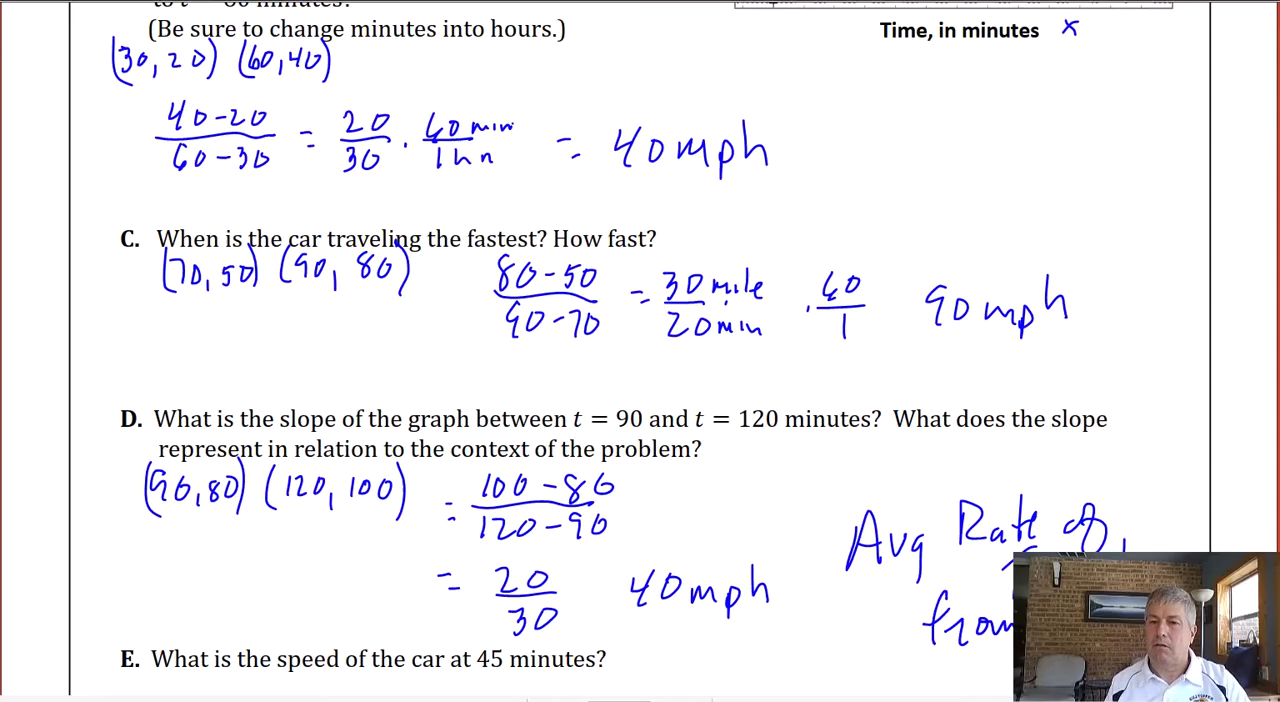 (Be sure to change minutes into hours.)
Time, in minutes x
(30, 20) (60, 40)
40-20 / 60-30 = 20/30 · 60 min / 1 hr = 40 mph
C. When is the car traveling the fastest? How fast?
(70, 50) (90, 80)
80-50 / 90-70 = 30 mile / 20 min · 60/1 90 mph
D. What is the slope of the graph between t = 90 and t = 120 minutes? What does the slope
represent in relation to the context of the problem?
(90, 80) (120, 100) = 100-80 / 120-90
Avg Rate of
= 20/30 40 mph
from
E. What is the speed of the car at 45 minutes?